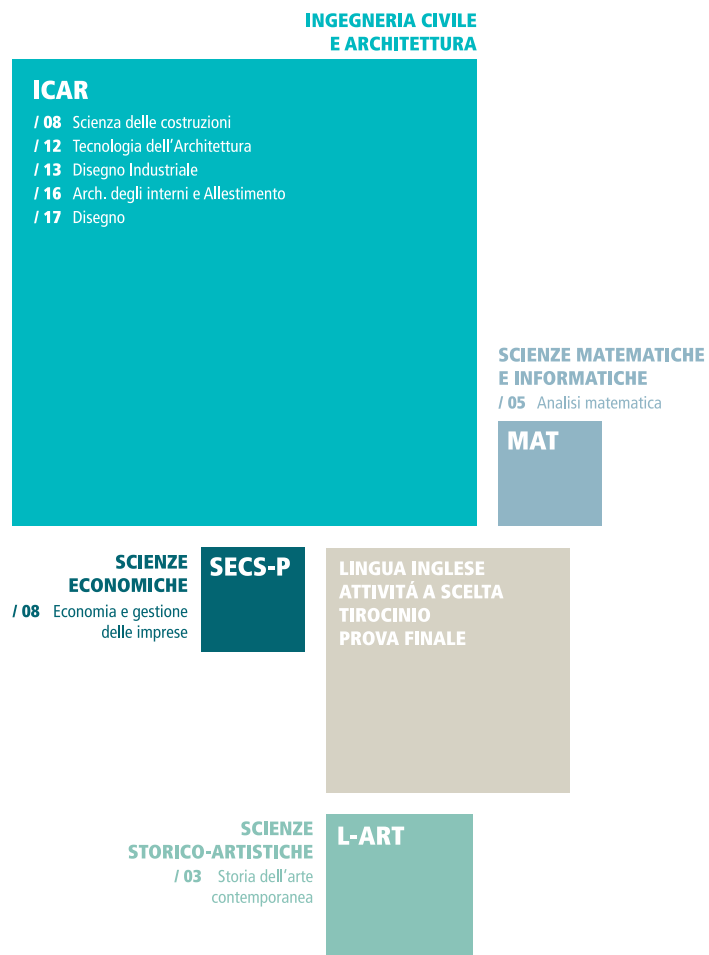 INGEGNERIA CIVILE
E ARCHITETTURA
ICAR
/ 08 Scienza delle costruzioni
/ 12 Tecnologia dell'Architettura
/ 13 Disegno Industriale
/ 16 Arch. degli interni e Allestimento
/ 17 Disegno
SCIENZE MATEMATICHE
E INFORMATICHE
/ 05 Analisi matematica
MAT
SCIENZE
ECONOMICHE
/ 08 Economia e gestione
delle imprese
SECS-P
LINGUA INGLESE
ATTIVITÁ A SCELTA
TIROCINIO
PROVA FINALE
SCIENZE
STORICO-ARTISTICHE
/ 03 Storia dell'arte
contemporanea
L-ART